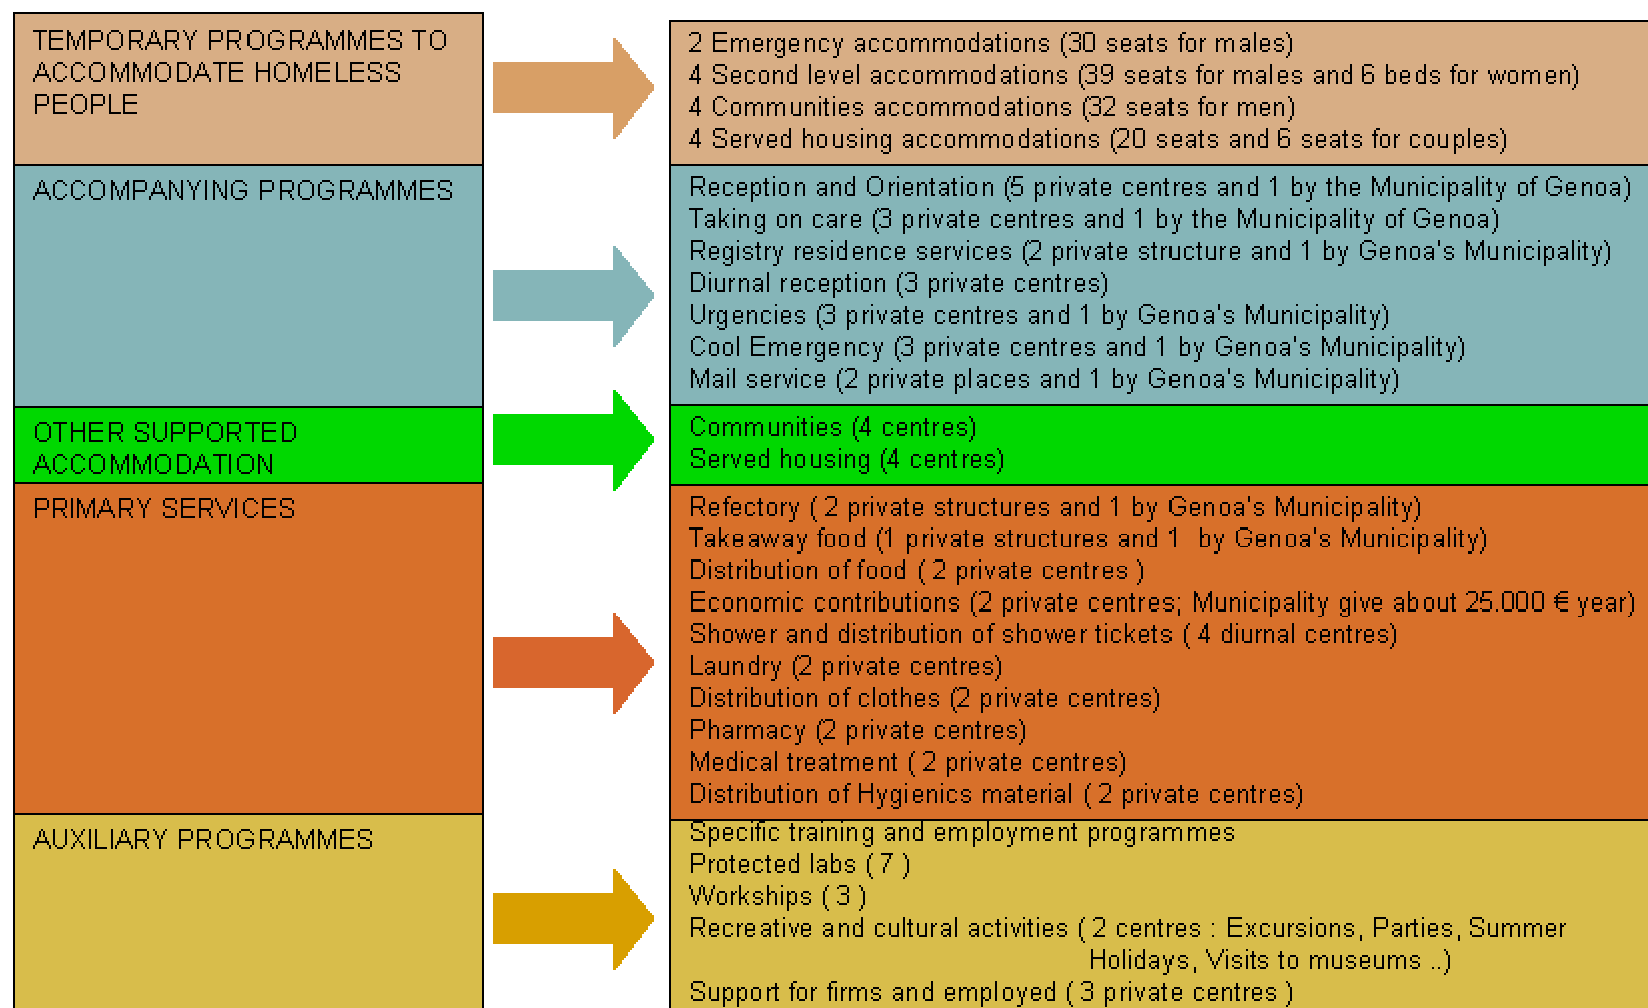 TEMPORARY PROGRAMMES TO
ACCOMMODATE HOMELESS
PEOPLE
2 Emergency accommodations (30 seats for males)
4 Second level accommodations (39 seats for males and 6 beds for women)
4 Communities accommodations (32 seats for men)
4 Served housing accommodations (20 seats and 6 seats for couples)
ACCOMPANYING PROGRAMMES
Reception and Orientation (5 private centres and 1 by the Municipality of Genoa)
Taking on care (3 private centres and 1 by the Municipality of Genoa)
Registry residence services (2 private structure and 1 by Genoa's Municipality)
Diurnal reception (3 private centres)
Urgencies (3 private centres and 1 by Genoa's Municipality)
Cool Emergency (3 private centres and 1 by Genoa's Municipality)
Mail service (2 private places and 1 by Genoa's Municipality)
OTHER SUPPORTED
ACCOMMODATION
Communities (4 centres)
Served housing (4 centres)
PRIMARY SERVICES
Refectory ( 2 private structures and 1 by Genoa's Municipality)
Takeaway food (1 private structures and 1 by Genoa's Municipality)
Distribution of food ( 2 private centres )
Economic contributions (2 private centres; Municipality give about 25.000 € year)
Shower and distribution of shower tickets ( 4 diurnal centres)
Laundry (2 private centres)
Distribution of clothes (2 private centres)
Pharmacy (2 private centres)
Medical treatment ( 2 private centres)
Distribution of Hygienics material ( 2 private centres)
AUXILIARY PROGRAMMES
Specific training and employment programmes
Protected labs ( 7 )
Workships ( 3 )
Recreative and cultural activities ( 2 centres : Excursions, Parties, Summer
Holidays, Visits to museums ..)
Support for firms and employed ( 3 private centres )